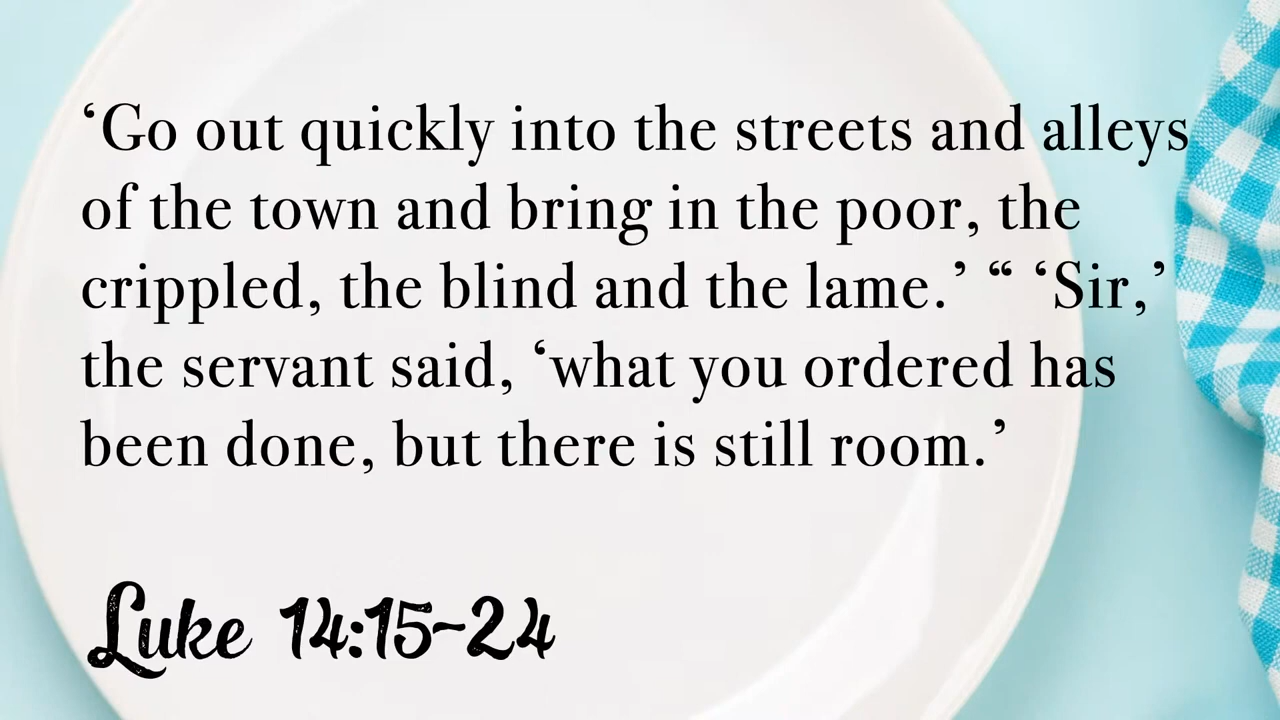 ‘Go out quickly into the streets and alleys
of the town and bring in the poor, the
crippled, the blind and the lame.’ “ ‘Sir,’
the servant said, ‘what you ordered has
been done, but there is still room.’
Luke 14:15~24